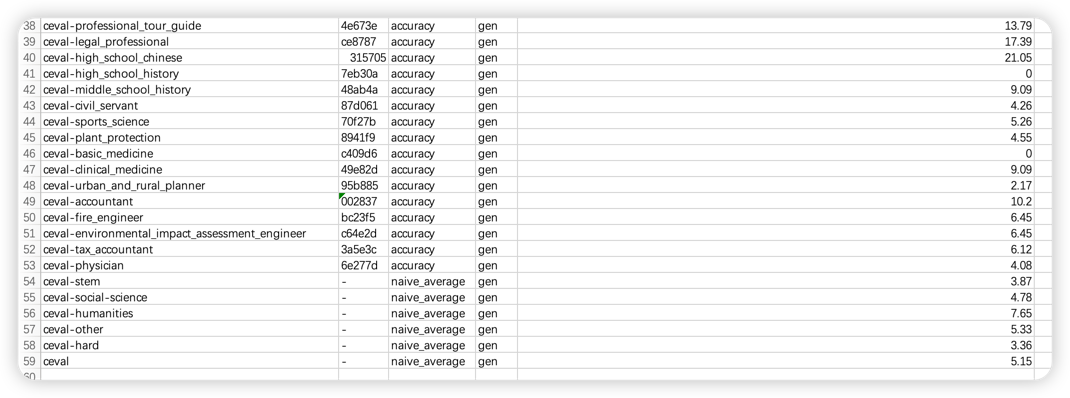 38 ceval-professional_tour_guide 4e673e accuracy gen 13.79
39 ceval-legal_professional ce8787 accuracy gen 17.39
40 ceval-high_school_chinese 315705 accuracy gen 21.05
41 ceval-high_school_history 7eb30a accuracy gen 0
42 ceval-middle_school_history 48ab4a accuracy gen 9.09
43 ceval-civil_servant 87d061 accuracy gen 4.26
44 ceval-sports_science 70f27b accuracy gen 5.26
45 ceval-plant_protection 8941f9 accuracy gen 4.55
46 ceval-basic_medicine c409d6 accuracy gen 0
47 ceval-clinical_medicine 49e82d accuracy gen 9.09
48 ceval-urban_and_rural_planner 95b885 accuracy gen 2.17
49 ceval-accountant 002837 accuracy gen 10.2
50 ceval-fire_engineer bc23f5 accuracy gen 6.45
51 ceval-environmental_impact_assessment_engineer c64e2d accuracy gen 6.45
52 ceval-tax_accountant 3a5e3c accuracy gen 6.12
53 ceval-physician 6e277d accuracy gen 4.08
54 ceval-stem - naive_average gen 3.87
55 ceval-social-science - naive_average gen 4.78
56 ceval-humanities - naive_average gen 7.65
57 ceval-other - naive_average gen 5.33
58 ceval-hard - naive_average gen 3.36
59 ceval - naive_average gen 5.15
60